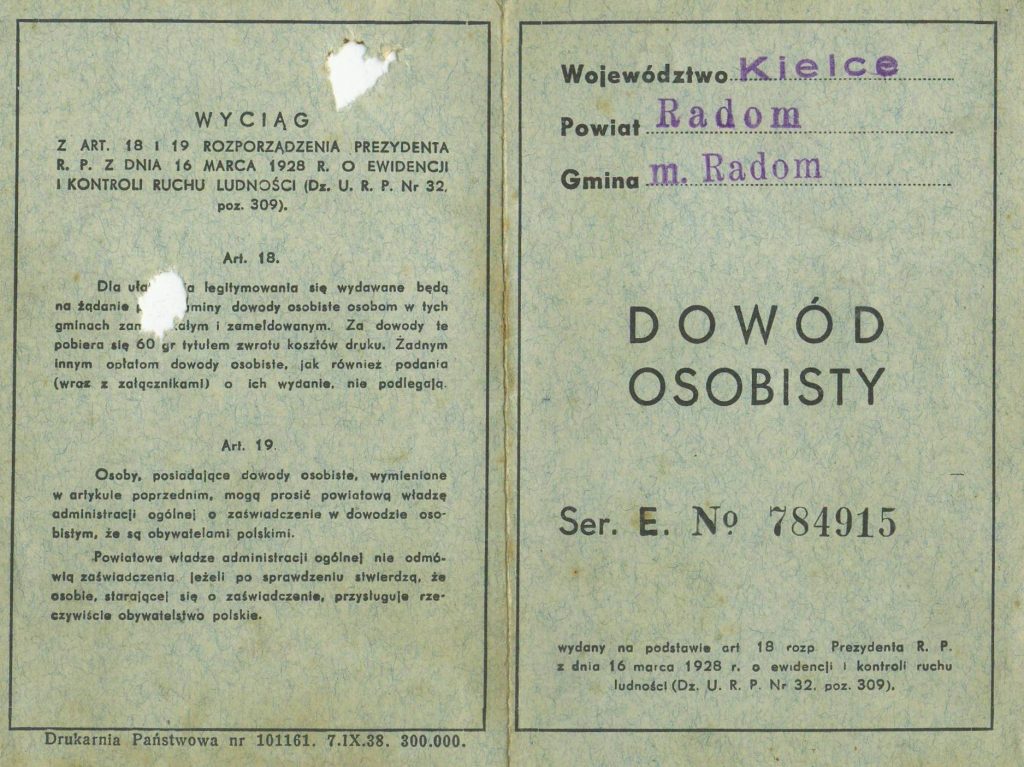 WYCIĄG
Z ART. 18 I 19 ROZPORZĄDZENIA PREZYDENTA
R. P. Z DNIA 16 MARCA 1928 R. O EWIDENCJI
I KONTROLI RUCHU LUDNOŚCI (Dz. U. R. P. Nr 32,
poz. 309).
Art. 18.
Dla legitymowania się wydawane będą
na żądanie dowody osobiste osobom w tych
gminach i zameldowanym. Za dowody te
pobiera się 60 gr tytułem zwrotu kosztów druku. Żadnym
innym opłatom dowody osobiste, jak również podania
(wraz z załącznikami) o ich wydanie, nie podlegają.
Art. 19.
Osoby, posiadające dowody osobiste, wymienione
w artykule poprzednim, mogą prosić powiatową władzę
administracji ogólnej o zaświadczenie w dowodzie oso-
bistym, że są obywatelami polskimi.
Powiatowe władze administracji ogólnej nie odmó-
wią zaświadczenia, jeżeli po sprawdzeniu stwierdzą, że
osobie, starającej się o zaświadczenie, przysługuje rze-
czywiście obywatelstwo polskie.
Drukarnia Państwowa nr 101161. 7.IX.38. 300.000.
Województwo Kielce
Powiat Radom
Gmina m. Radom
DOWÓD
OSOBISTY
Ser. E. Nº 784915
wydany na podstawie art 18 rozp Prezydenta R. P.
z dnia 16 marca 1928 r. o ewidencji i kontroli ruchu
ludności (Dz. U. R. P. Nr 32, poz. 309).